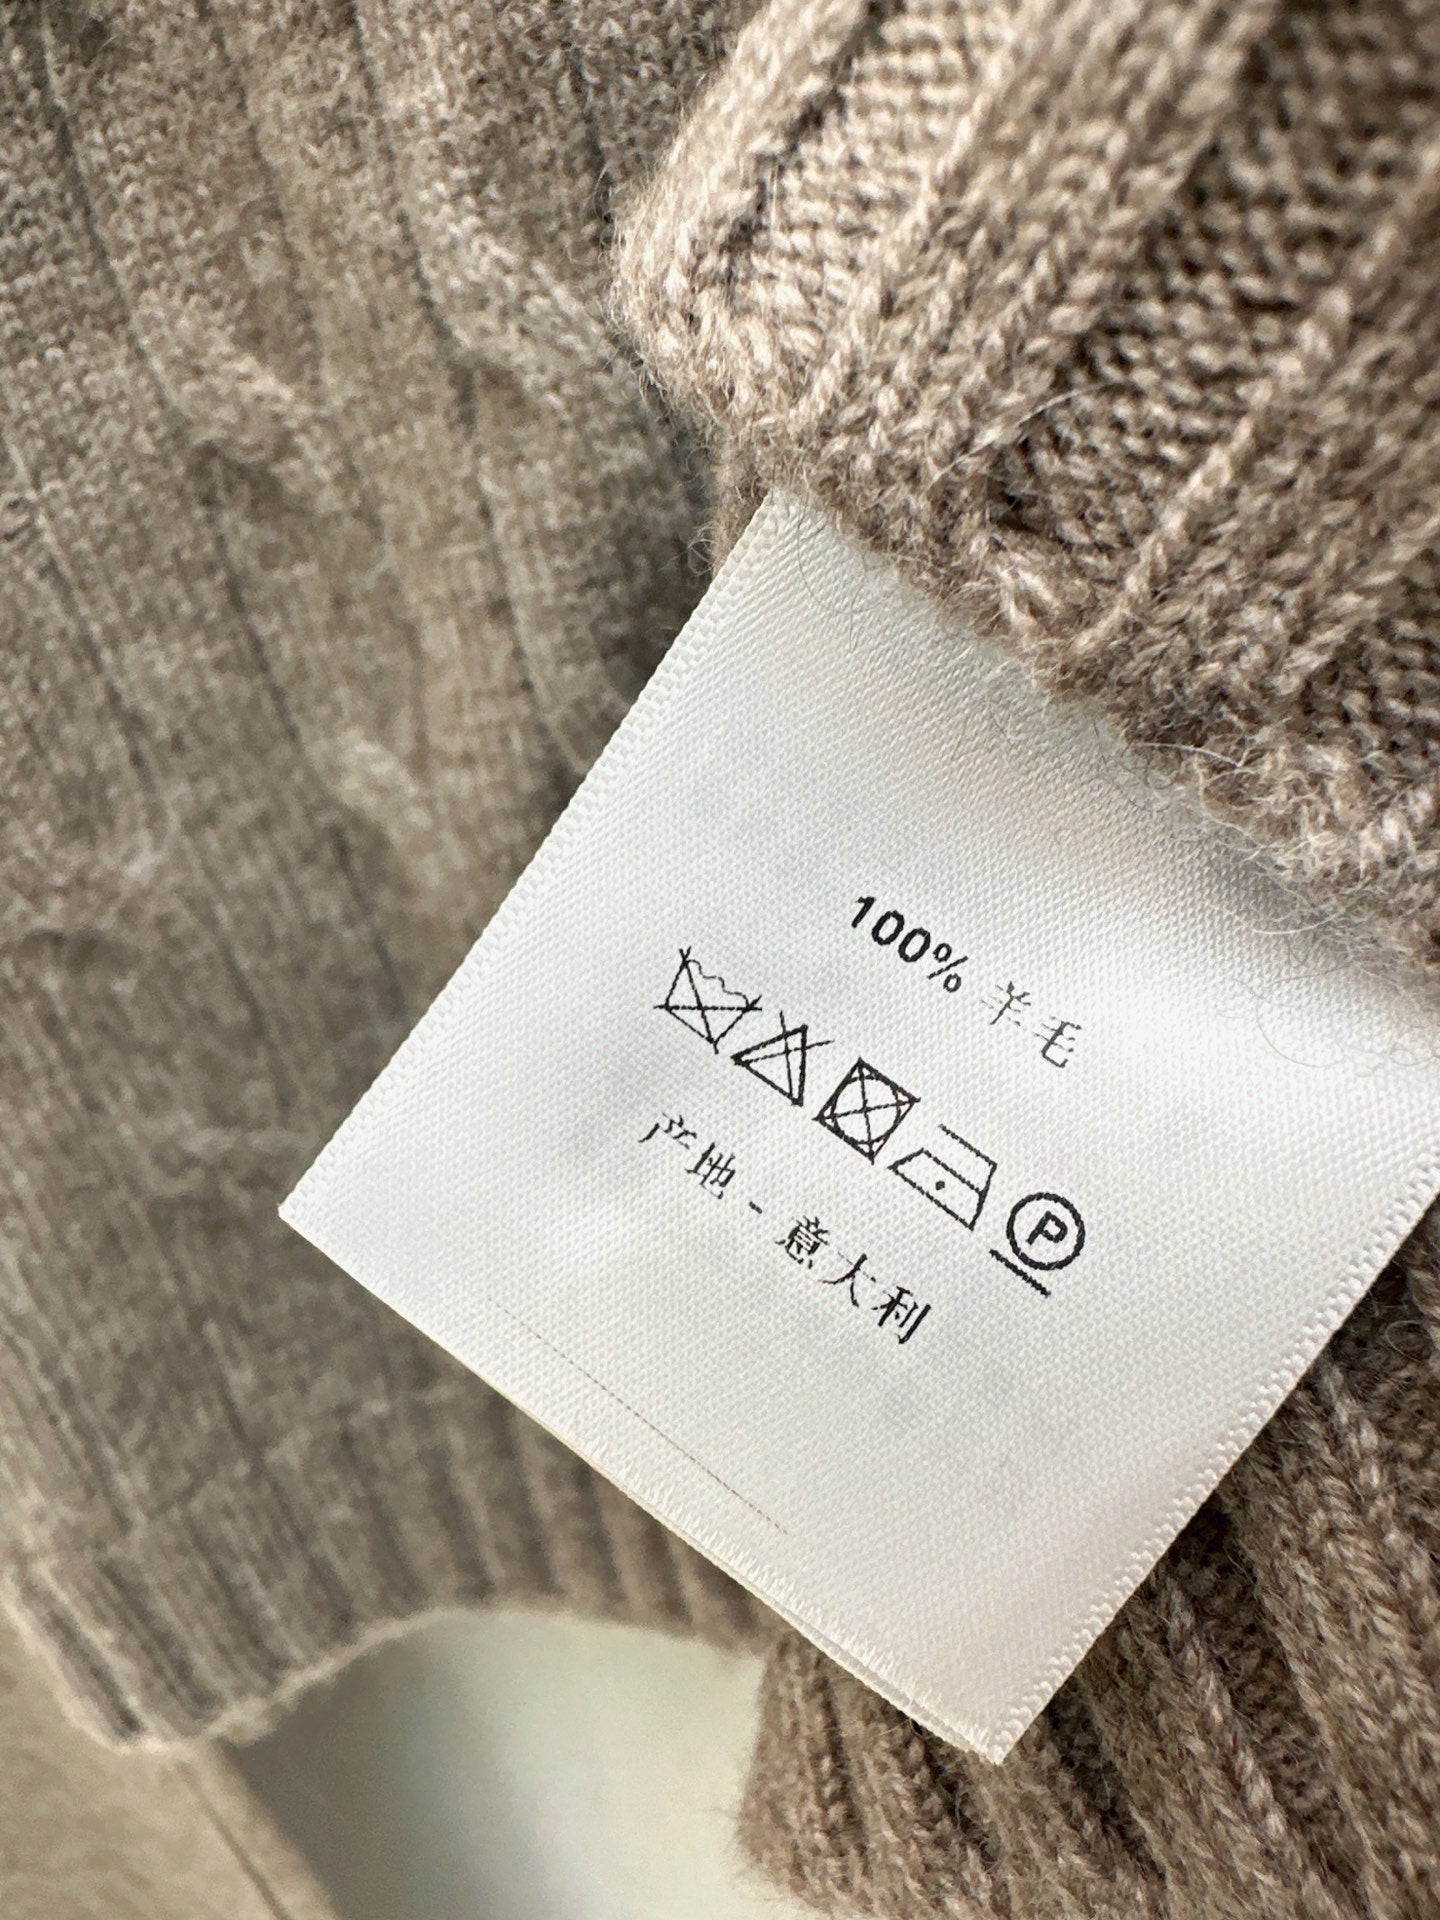 100% 羊毛
P
产地 - 意大利